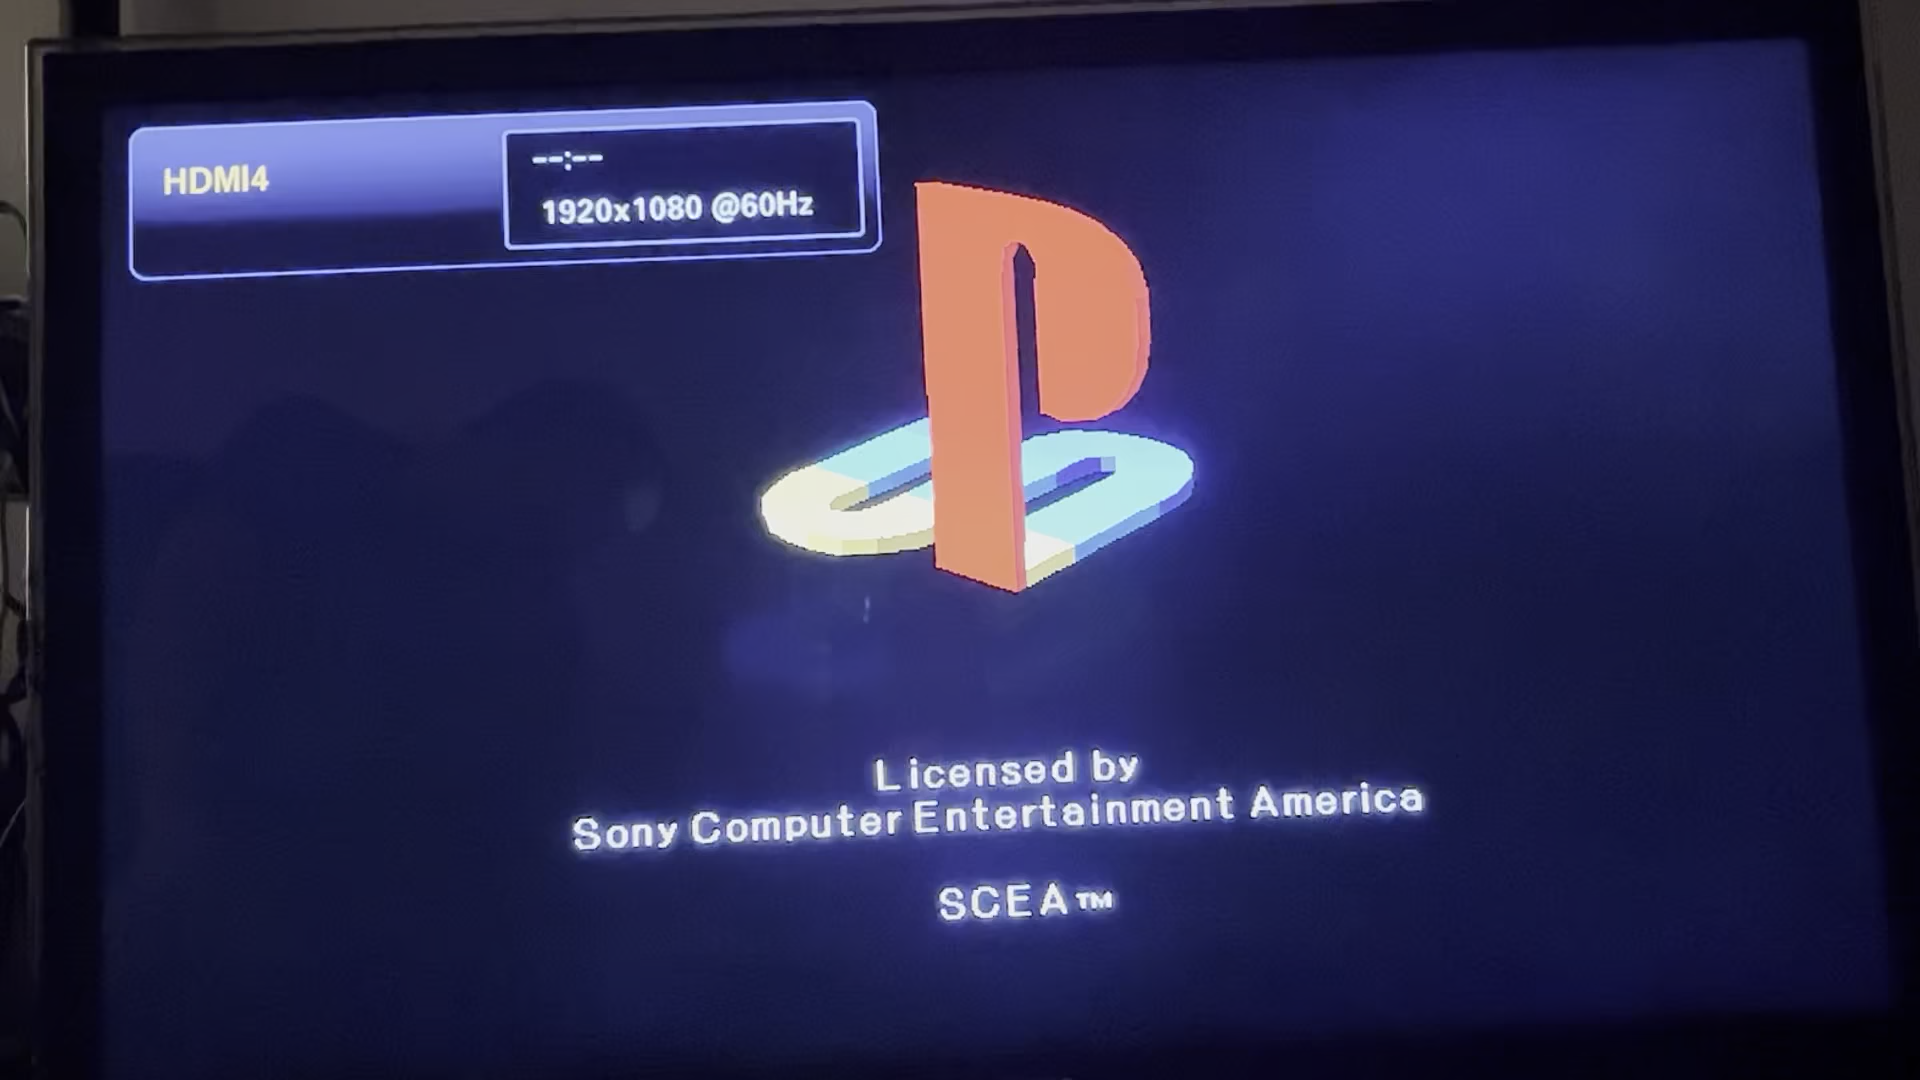 HDMI4
--:--
1920x1080 @60Hz
Licensed by
Sony Computer Entertainment America
SCEA™